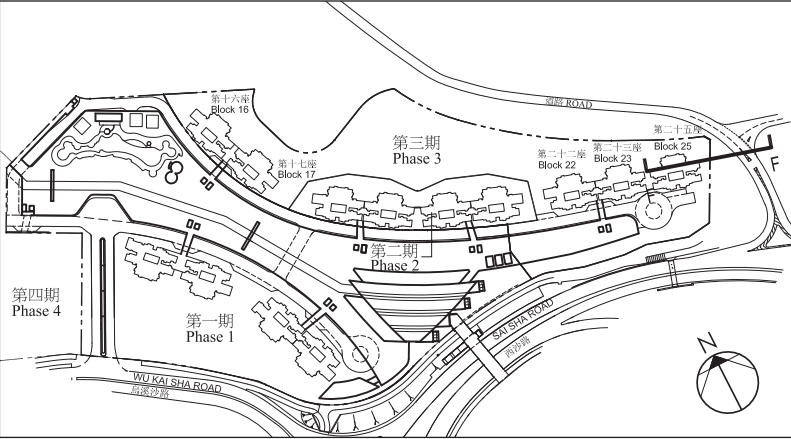 道路 ROAD
第十六座
Block 16
第三期
Phase 3
第二十五座
Block 25
第二十三座
Block 23
第二十二座
Block 22
F
第十七座
Block 17
第二期
Phase 2
第四期
Phase 4
第一期
Phase 1
SAI SHA ROAD
西沙路
N
WU KAI SHA ROAD
烏溪沙路